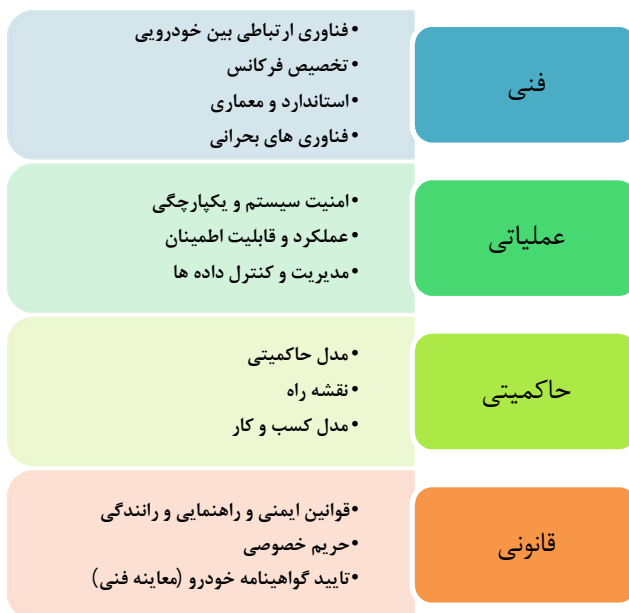 فنی
•فناوری ارتباطی بین خودرویی
•تخصیص فرکانس
•استاندارد و معماری
•فناوری های بحرانی
عملیاتی
•امنیت سیستم و یکپارچگی
•عملکرد و قابلیت اطمینان
•مدیریت و کنترل داده ها
حاکمیتی
•مدل حاکمیتی
•نقشه راه
•مدل کسب و کار
قانونی
•قوانین ایمنی و راهنمایی و رانندگی
•حریم خصوصی
•تایید گواهینامه خودرو (معاینه فنی)